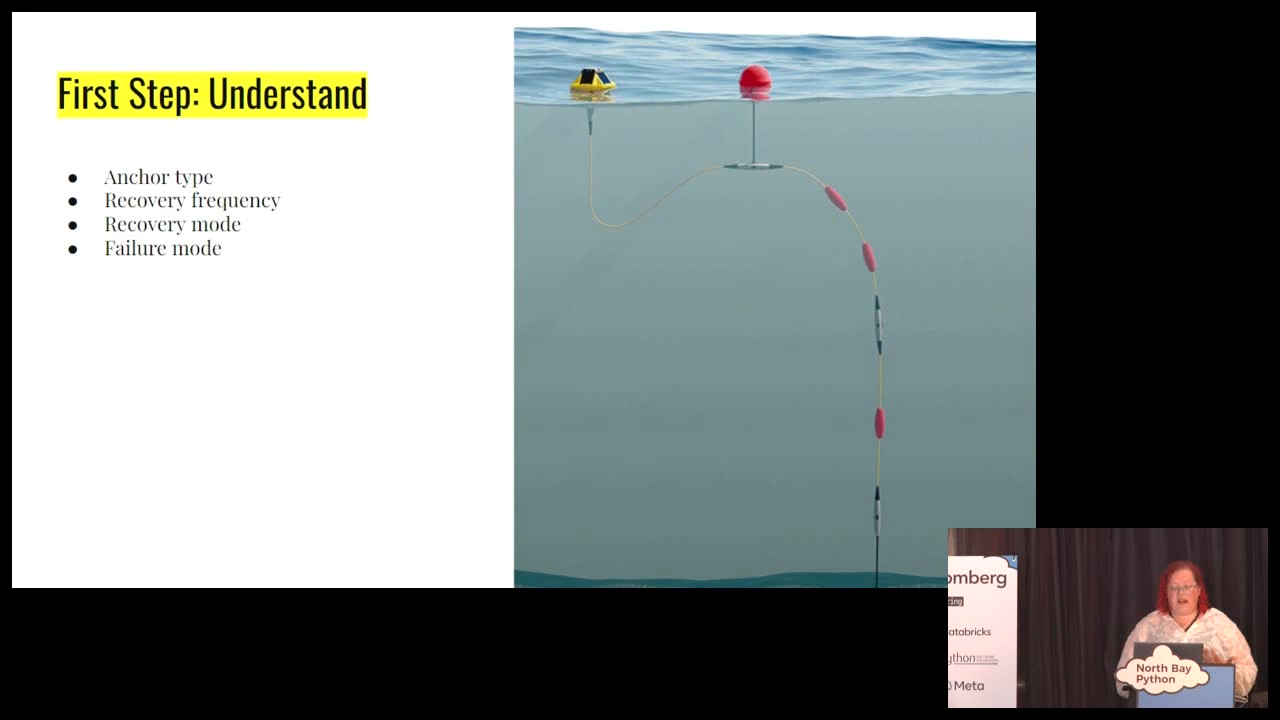 First Step: Understand
● Anchor type
● Recovery frequency
● Recovery mode
● Failure mode
omberg
atabricks
ython
Meta
North Bay
Python